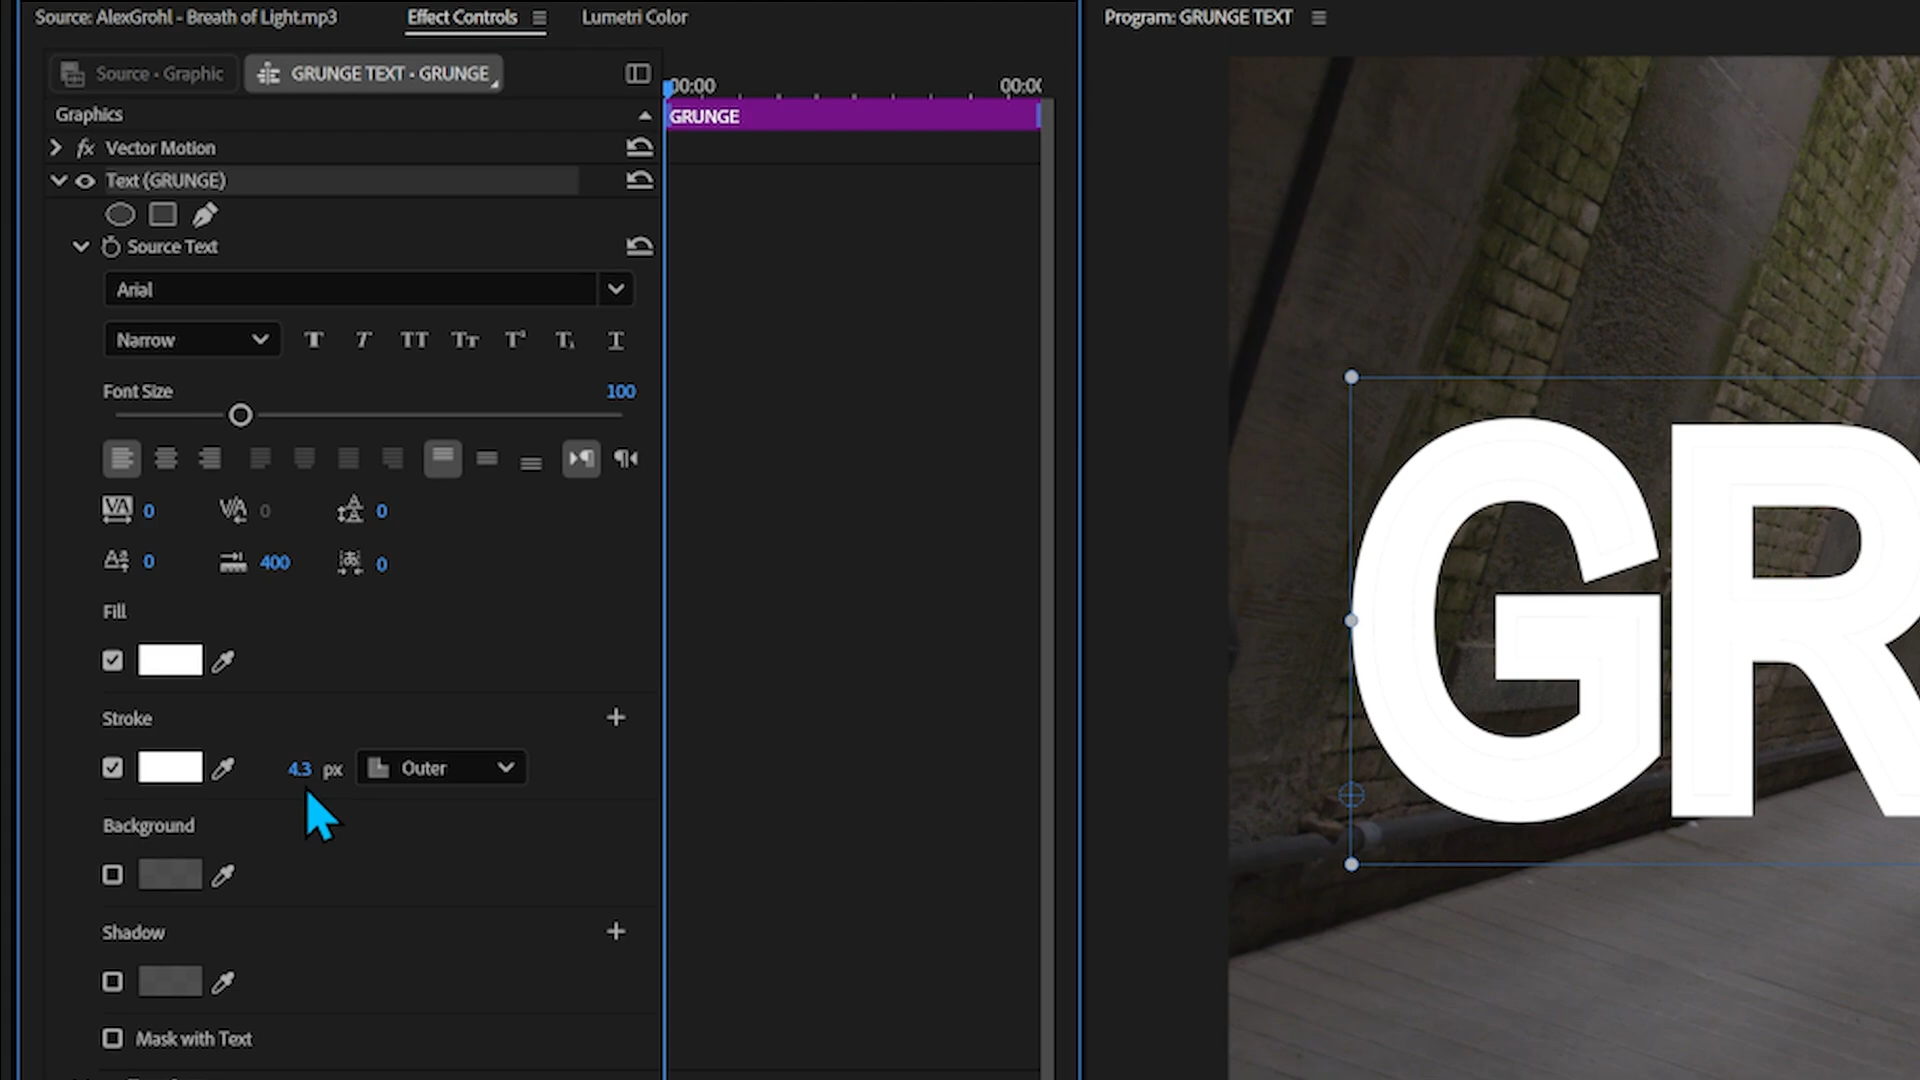 Source: AlexGrohl - Breath of Light.mp3
Effect Controls
Lumetri Color
Program: GRUNGE TEXT
Source • Graphic
GRUNGE TEXT • GRUNGE
00:00
Graphics
GRUNGE
fx Vector Motion
Text (GRUNGE)
Source Text
Arial
Narrow
Font Size
100
0
0
0
0
400
0
Fill
Stroke
4.3 px
Outer
Background
Shadow
Mask with Text
GR